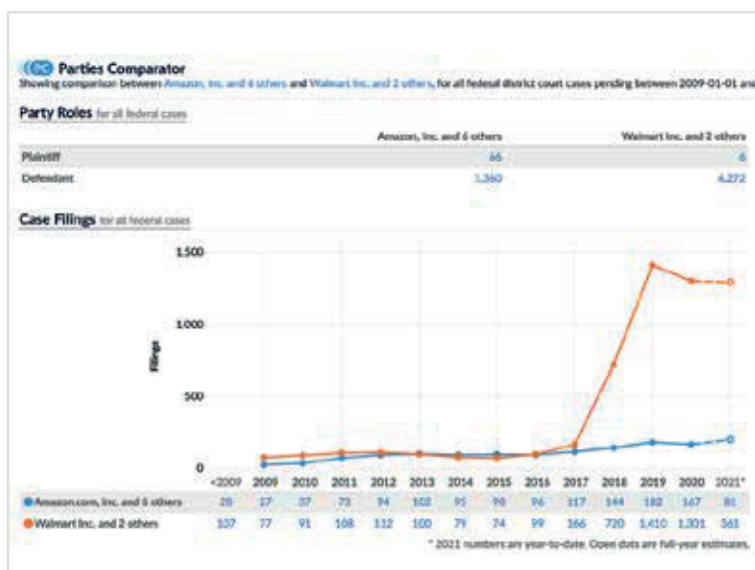 PC Parties Comparator
Showing comparison between Amazon, Inc. and 6 others and Walmart Inc. and 2 others, for all federal district court cases pending between 2009-01-01 and
Party Roles for all federal cases
Amazon, Inc. and 6 others Walmart Inc. and 2 others
Plaintiff 66 6
Defendant 1,360 4,272
Case Filings for all federal cases
1,500
1,000
500
0
Filings
<2009 2009 2010 2011 2012 2013 2014 2015 2016 2017 2018 2019 2020 2021*
Amazon.com, Inc. and 6 others 28 27 37 73 94 102 95 98 96 117 144 182 167 81
Walmart Inc. and 2 others 107 77 91 108 112 100 79 74 99 166 720 1,410 1,301 361
* 2021 numbers are year-to-date. Open dots are full-year estimates.